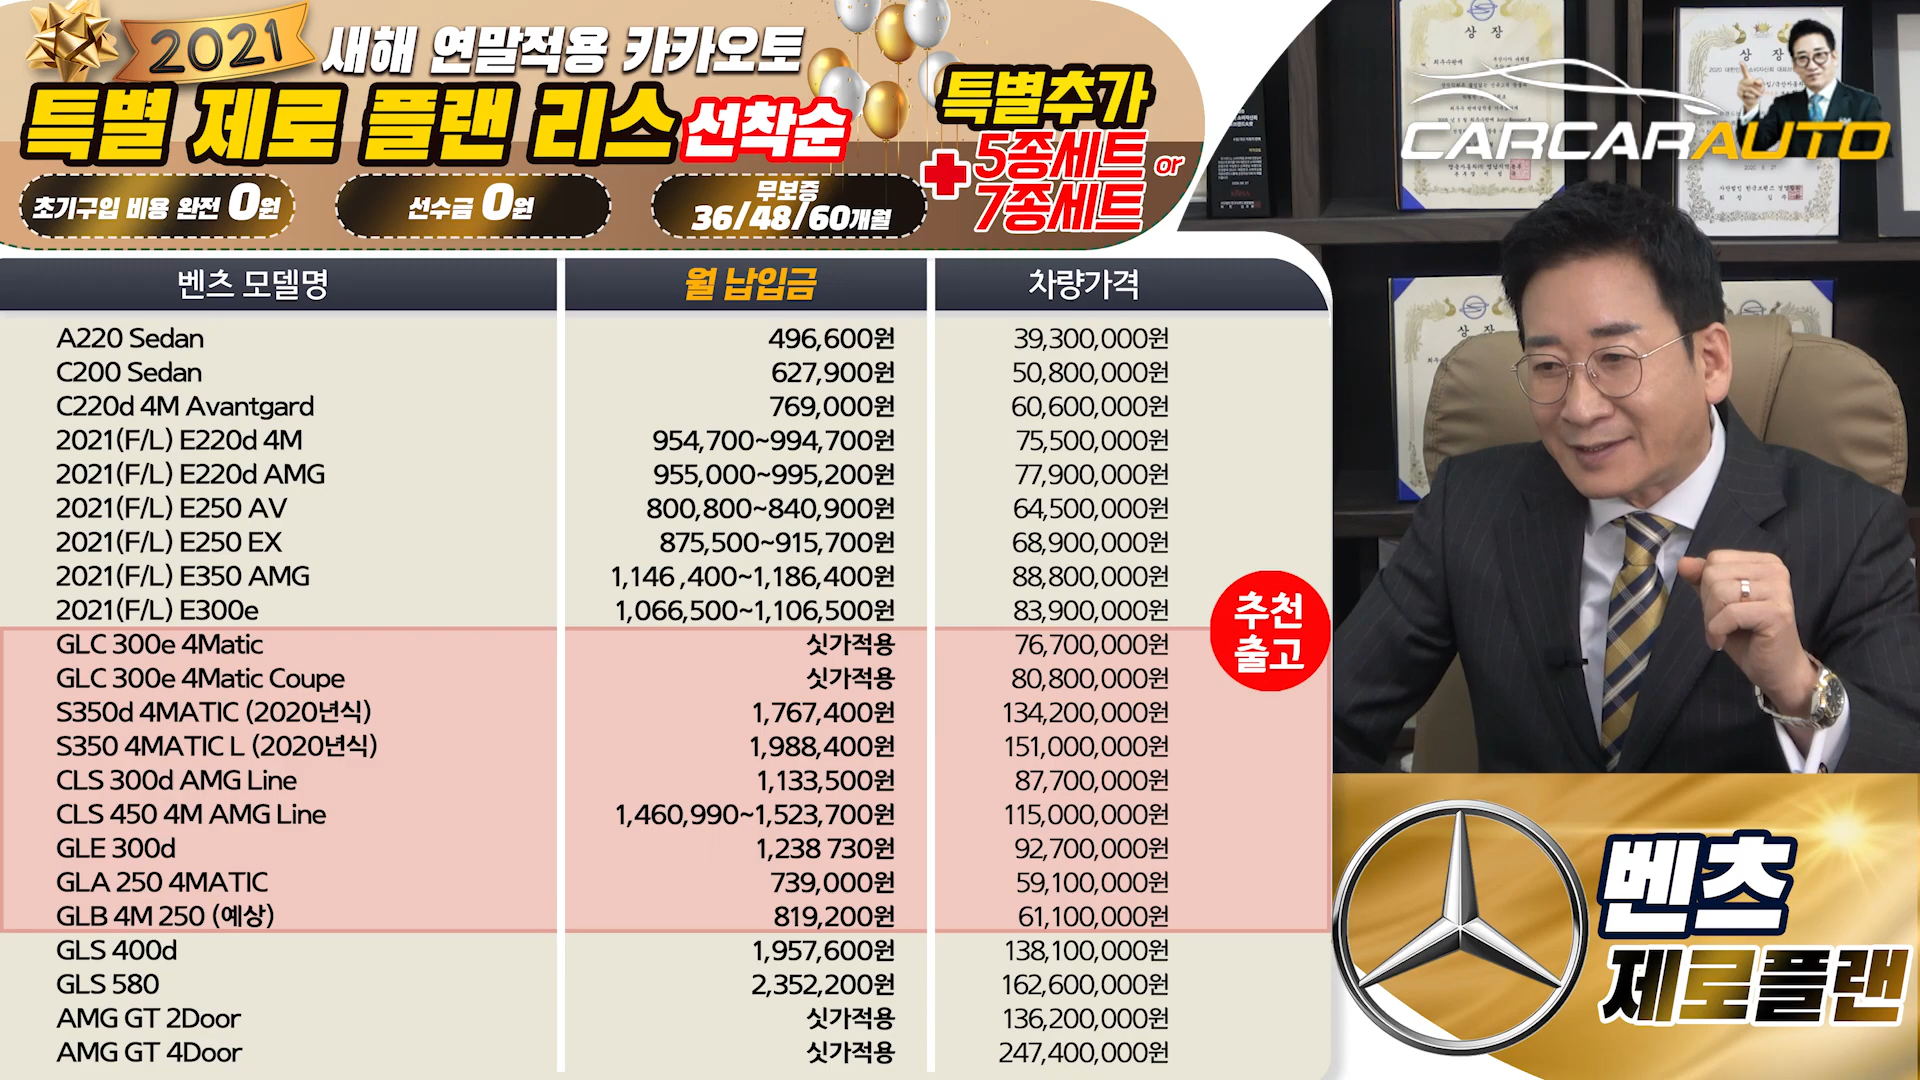 2021 새해 연말적용 카카오토
특별 제로 플랜 리스 선착순
특별추가
+ 5종세트 or
7종세트
초기구입 비용 완전 0원
선수금 0원
무보증
36/48/60개월
CARCARAUTO
상 장
상 장
벤츠 모델명 월 납입금 차량가격
A220 Sedan 496,600원 39,300,000원
C200 Sedan 627,900원 50,800,000원
C220d 4M Avantgard 769,000원 60,600,000원
2021(F/L) E220d 4M 954,700~994,700원 75,500,000원
2021(F/L) E220d AMG 955,000~995,200원 77,900,000원
2021(F/L) E250 AV 800,800~840,900원 64,500,000원
2021(F/L) E250 EX 875,500~915,700원 68,900,000원
2021(F/L) E350 AMG 1,146 ,400~1,186,400원 88,800,000원
2021(F/L) E300e 1,066,500~1,106,500원 83,900,000원
GLC 300e 4Matic 싯가적용 76,700,000원
GLC 300e 4Matic Coupe 싯가적용 80,800,000원
S350d 4MATIC (2020년식) 1,767,400원 134,200,000원
S350 4MATIC L (2020년식) 1,988,400원 151,000,000원
CLS 300d AMG Line 1,133,500원 87,700,000원
CLS 450 4M AMG Line 1,460,990~1,523,700원 115,000,000원
GLE 300d 1,238 730원 92,700,000원
GLA 250 4MATIC 739,000원 59,100,000원
GLB 4M 250 (예상) 819,200원 61,100,000원
GLS 400d 1,957,600원 138,100,000원
GLS 580 2,352,200원 162,600,000원
AMG GT 2Door 싯가적용 136,200,000원
AMG GT 4Door 싯가적용 247,400,000원
추천
출고
벤츠
제로플랜